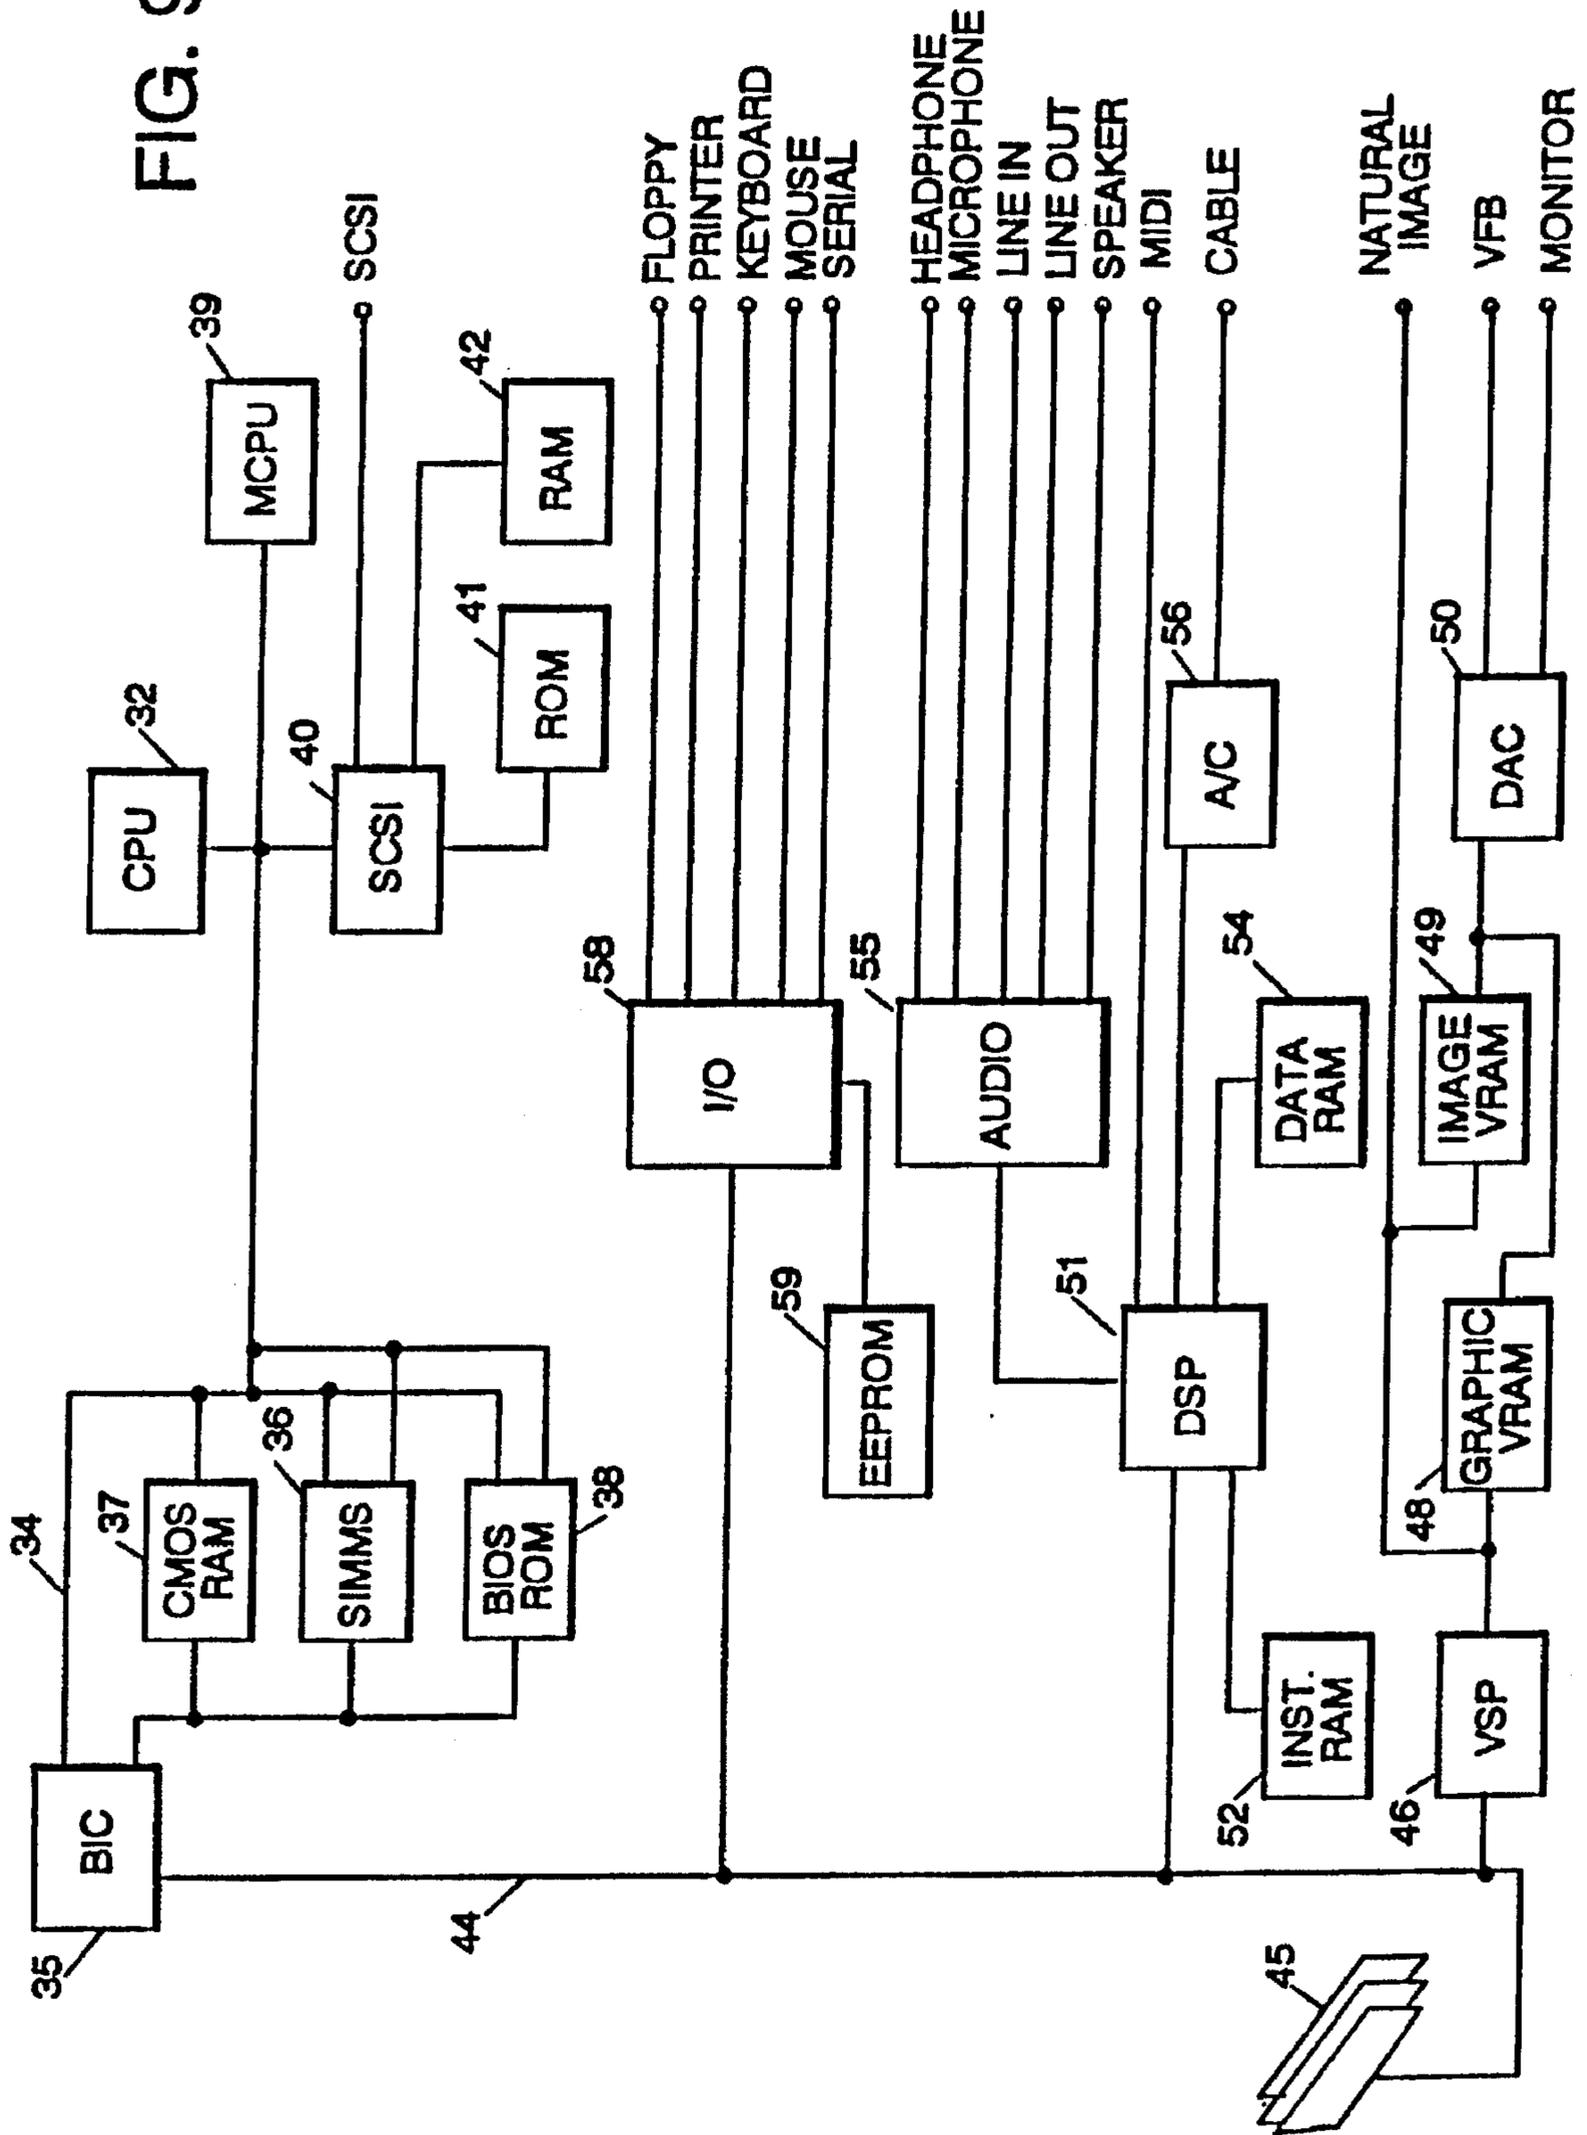 FIG.
CPU
32
MCPU
39
SCSI
40
SCSI
ROM
41
RAM
42
34
BIC
35
CMOS
RAM
37
SIMMS
36
BIOS
ROM
38
44
I/O
58
FLOPPY
PRINTER
KEYBOARD
MOUSE
SERIAL
EEPROM
59
AUDIO
55
HEADPHONE
MICROPHONE
LINE IN
LINE OUT
SPEAKER
MIDI
DSP
51
A/C
56
CABLE
DATA
RAM
54
INST.
RAM
52
45
VSP
46
GRAPHIC
VRAM
48
IMAGE
VRAM
49
DAC
50
NATURAL
IMAGE
VFB
MONITOR